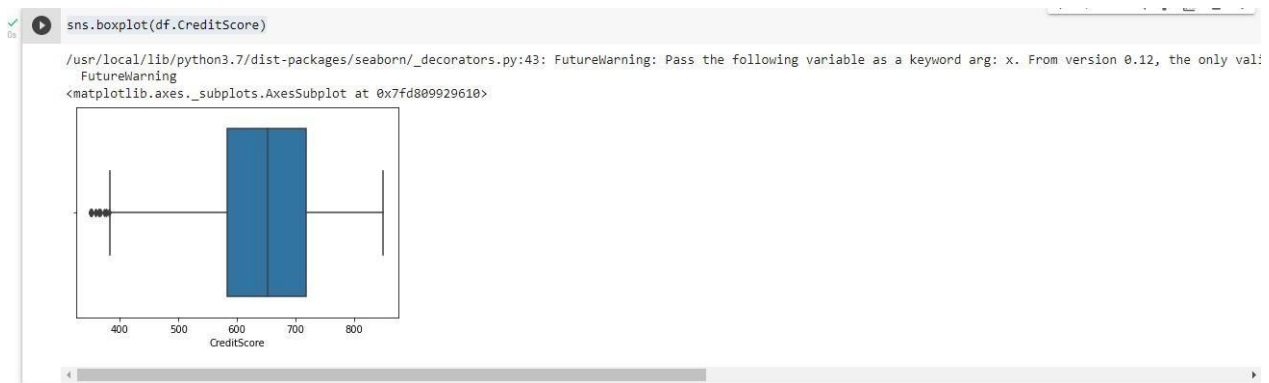 0s
sns.boxplot(df.CreditScore)
/usr/local/lib/python3.7/dist-packages/seaborn/_decorators.py:43: FutureWarning: Pass the following variable as a keyword arg: x. From version 0.12, the only vali
FutureWarning
<matplotlib.axes._subplots.AxesSubplot at 0x7fd809929610>
400 500 600 700 800
CreditScore